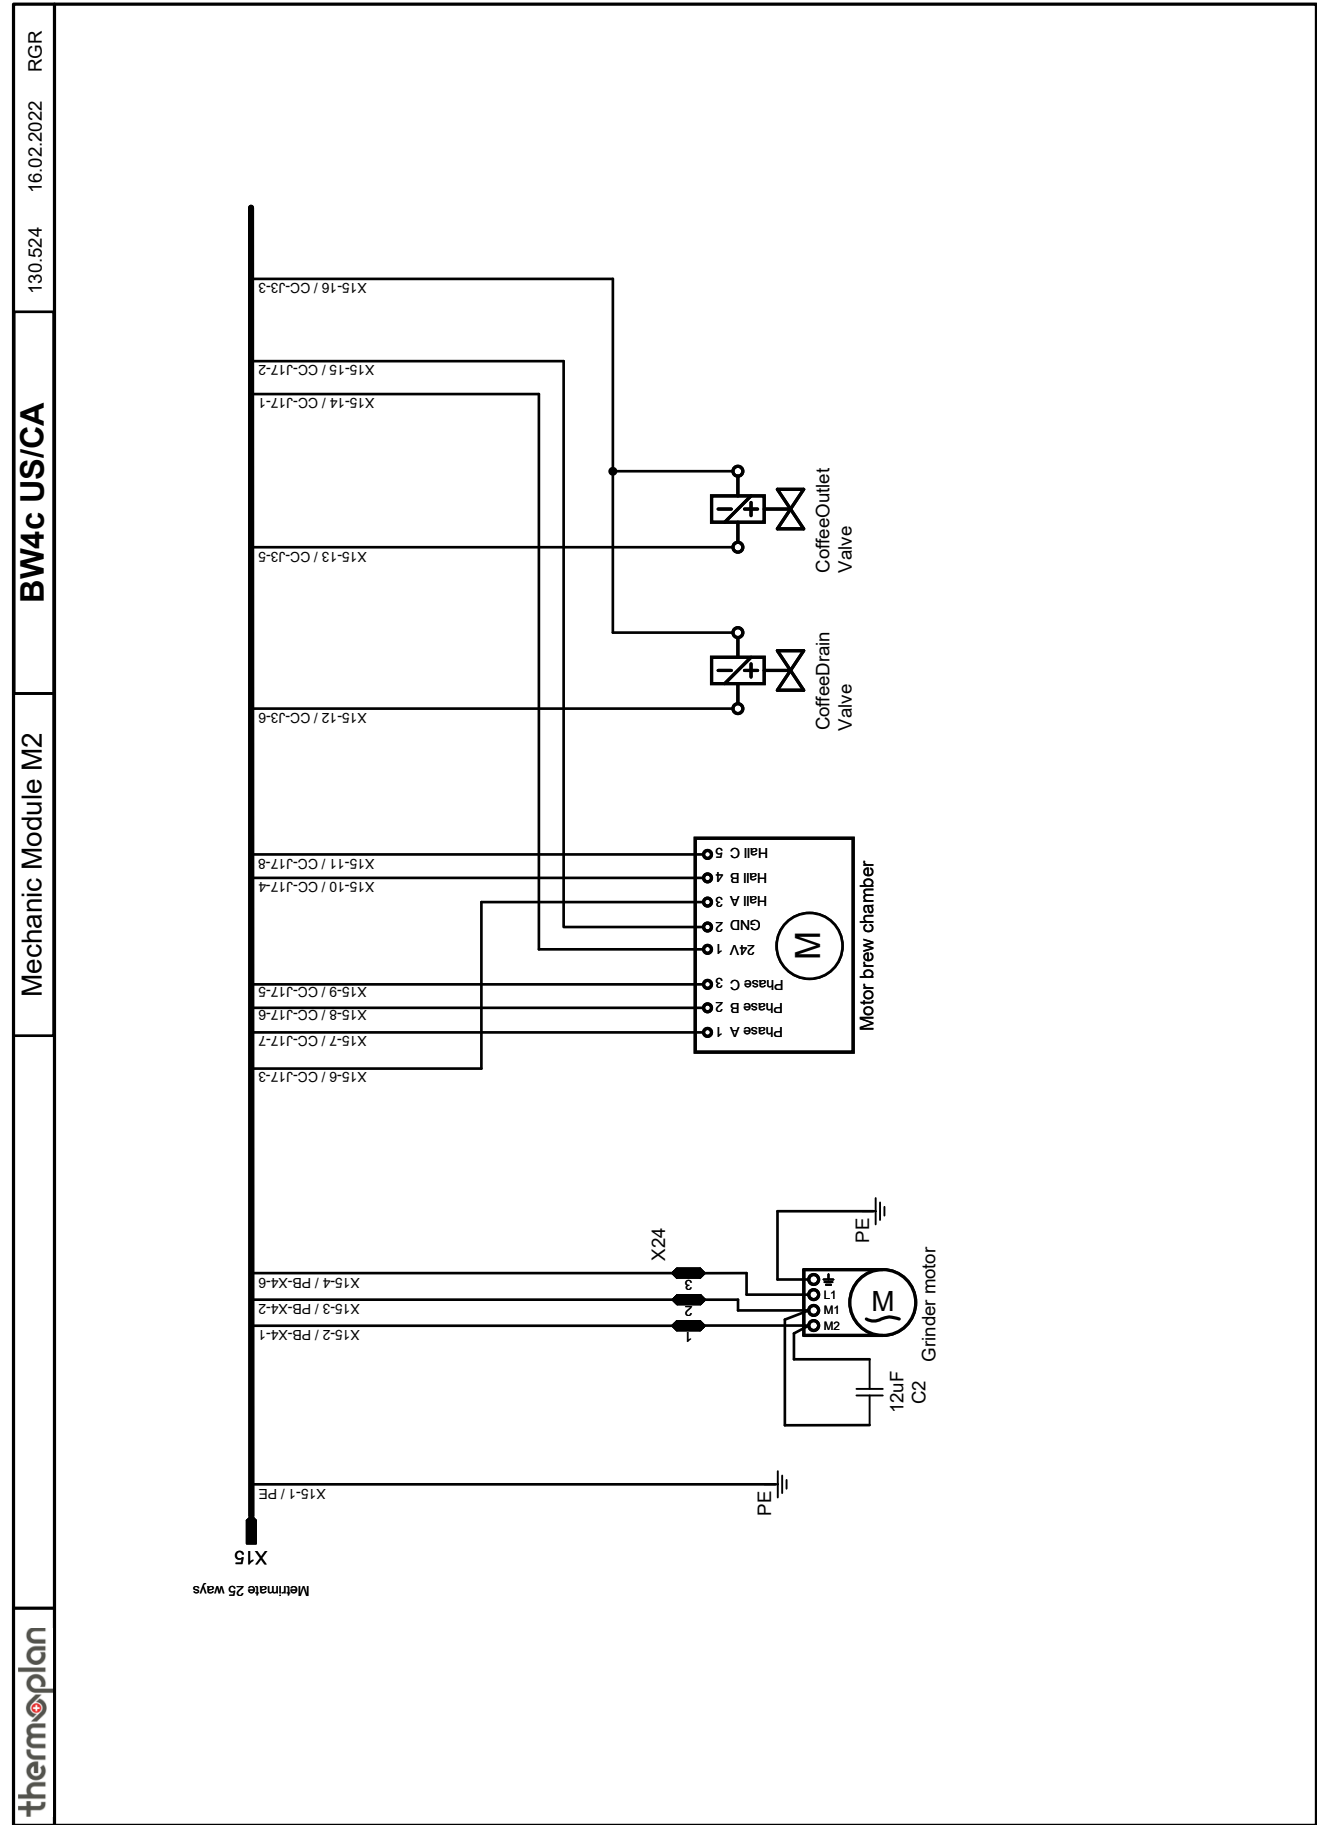 thermoplan
Mechanic Module M2
BW4c US/CA
130.524 16.02.2022 RGR
Metrimate 25 ways
X15
X15-1 / PE
X15-2 / PB-X4-1
X15-3 / PB-X4-2
X15-4 / PB-X4-6
X15-6 / CC-J17-3
X15-7 / CC-J17-7
X15-8 / CC-J17-6
X15-9 / CC-J17-5
X15-10 / CC-J17-4
X15-11 / CC-J17-8
X15-12 / CC-J3-6
X15-13 / CC-J3-5
X15-14 / CC-J17-1
X15-15 / CC-J17-2
X15-16 / CC-J3-3
PE
X24
1
2
3
M2
M1
L1
M
PE
Grinder motor
12uF
C2
Phase A 1
Phase B 2
Phase C 3
24V 1
GND 2
Hall A 3
Hall B 4
Hall C 5
M
Motor brew chamber
CoffeeDrain
Valve
CoffeeOutlet
Valve